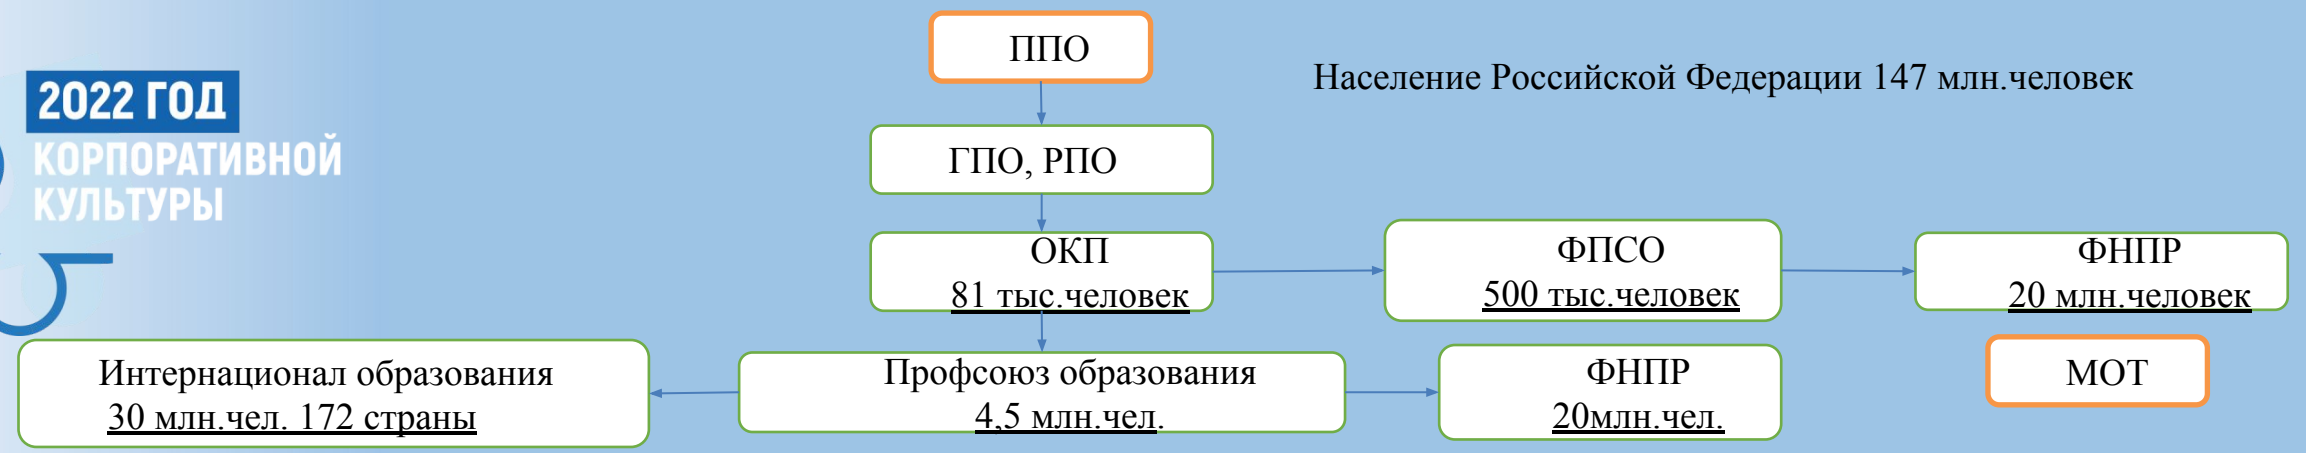 ППО
Население Российской Федерации 147 млн.человек
2022 ГОД
КОРПОРАТИВНОЙ
КУЛЬТУРЫ
ГПО, РПО
ОКП
81 тыс.человек
ФПСО
500 тыс.человек
ФНПР
20 млн.человек
Интернационал образования
30 млн.чел. 172 страны
Профсоюз образования
4,5 млн.чел.
ФНПР
20млн.чел.
МОТ